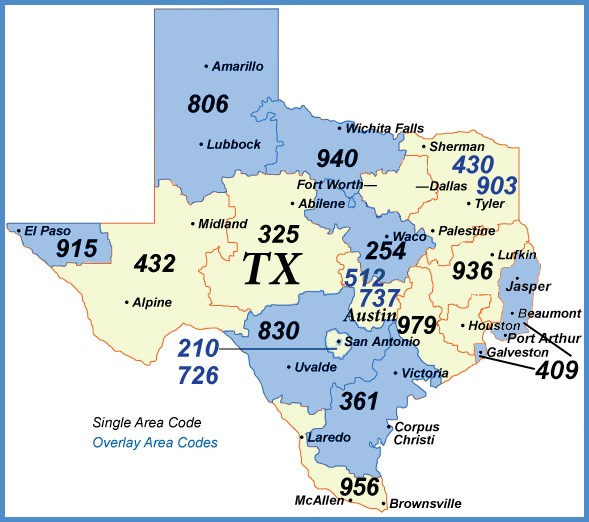 Amarillo
806
Lubbock
Wichita Falls
940
Sherman
430
903
Fort Worth
Dallas
Abilene
Tyler
Midland
El Paso
915
325
Waco
254
Palestine
Lufkin
432
TX
936
Jasper
512
737
Austin
Alpine
979
Beaumont
Houston
Port Arthur
830
San Antonio
Galveston
210
726
409
Uvalde
Victoria
361
Single Area Code
Overlay Area Codes
Corpus
Christi
Laredo
956
McAllen
Brownsville